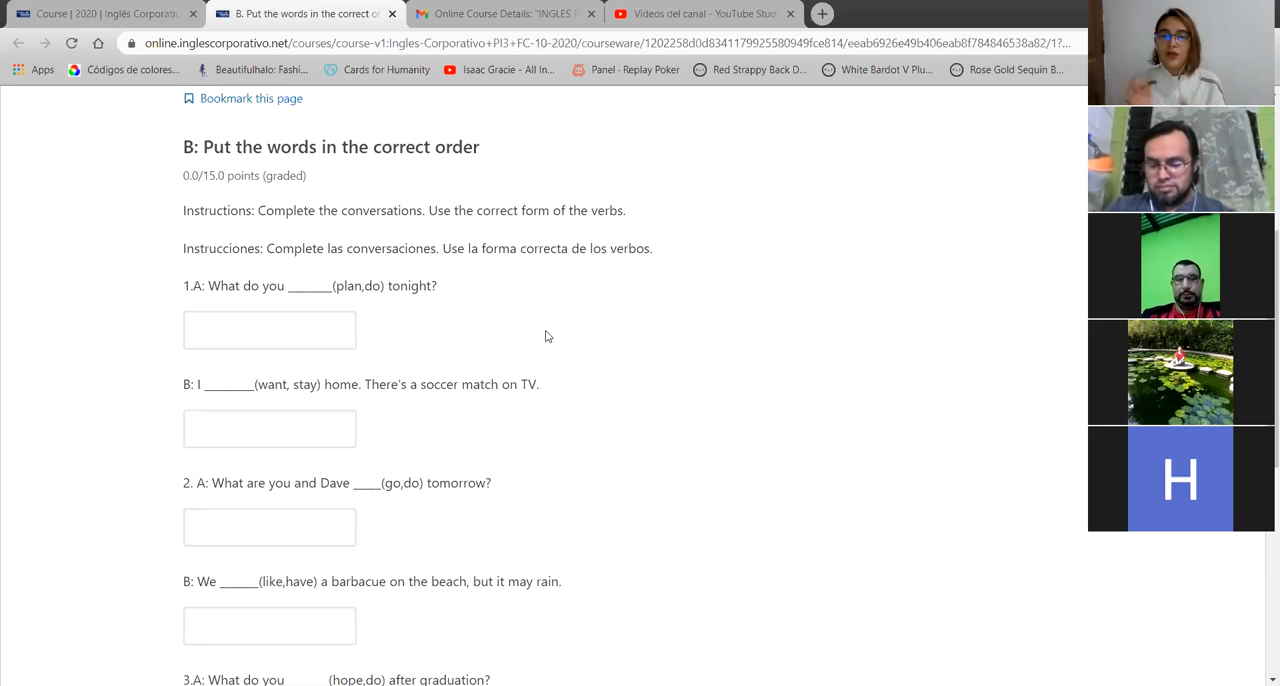 Course | 2020 | Inglés Corporativ
B. Put the words in the correct or
Online Course Details: "INGLES P
Videos del canal - YouTube Stud
online.inglescorporativo.net/courses/course-v1:Ingles-Corporativo+PI3+FC-10-2020/courseware/1202258d0d8341179925580949fce814/eeab6926e49b406eab8f784846538a82/1?...
Apps
Códigos de colores...
Beautifulhalo: Fashi...
Cards for Humanity
Isaac Gracie - All In...
Panel · Replay Poker
Red Strappy Back D...
White Bardot V Plu...
Rose Gold Sequin B...
Bookmark this page
B: Put the words in the correct order
0.0/15.0 points (graded)
Instructions: Complete the conversations. Use the correct form of the verbs.
Instrucciones: Complete las conversaciones. Use la forma correcta de los verbos.
1.A: What do you _______(plan,do) tonight?
B: I ________(want, stay) home. There's a soccer match on TV.
2. A: What are you and Dave ____(go,do) tomorrow?
B: We ______(like,have) a barbacue on the beach, but it may rain.
3.A: What do you ______ (hope,do) after graduation?
H